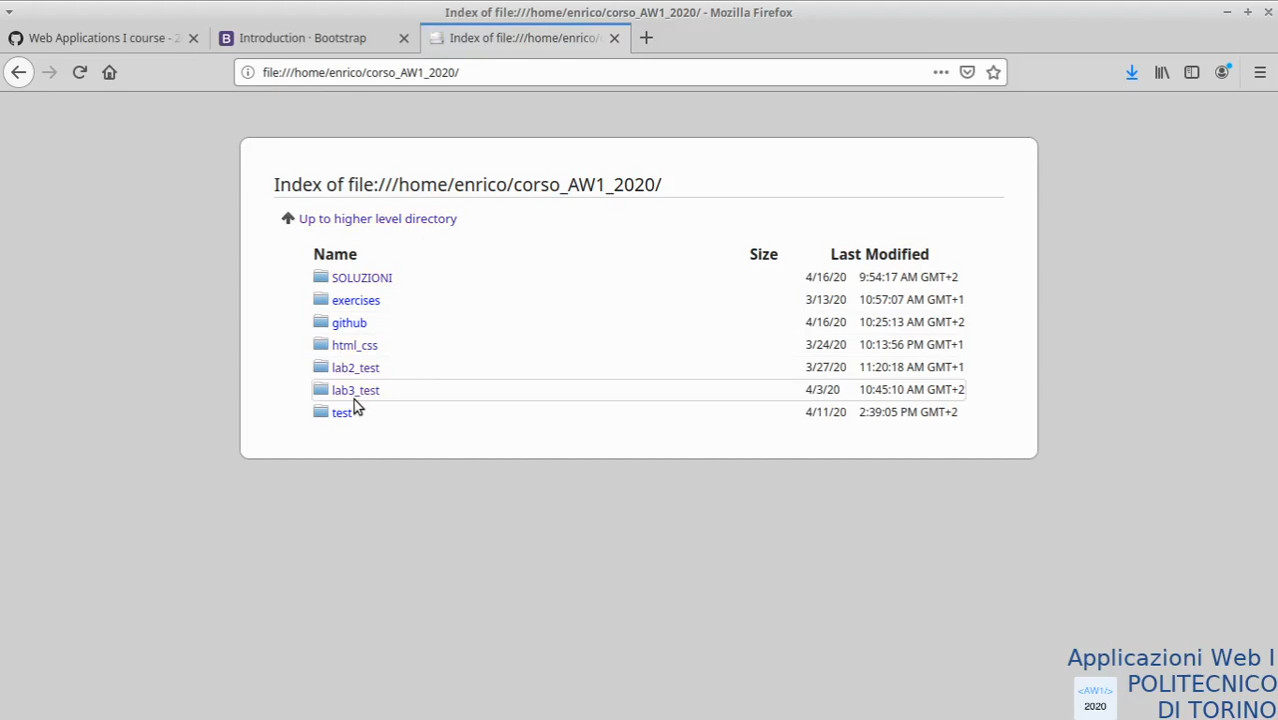 Index of file:///home/enrico/corso_AW1_2020/ - Mozilla Firefox
Web Applications I course - 2
Introduction · Bootstrap
Index of file:///home/enrico/
file:///home/enrico/corso_AW1_2020/
Index of file:///home/enrico/corso_AW1_2020/
Up to higher level directory
Name Size Last Modified
SOLUZIONI 4/16/20 9:54:17 AM GMT+2
exercises 3/13/20 10:57:07 AM GMT+1
github 4/16/20 10:25:13 AM GMT+2
html_css 3/24/20 10:13:56 PM GMT+1
lab2_test 3/27/20 11:20:18 AM GMT+1
lab3_test 4/3/20 10:45:10 AM GMT+2
test 4/11/20 2:39:05 PM GMT+2
Applicazioni Web I
POLITECNICO
DI TORINO
<AW1/>
2020